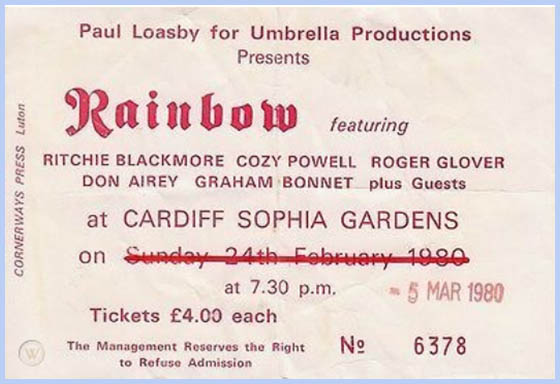 Paul Loasby for Umbrella Productions
Presents
Rainbow featuring
RITCHIE BLACKMORE COZY POWELL ROGER GLOVER
DON AIREY GRAHAM BONNET plus Guests
at CARDIFF SOPHIA GARDENS
on Sunday 24th February 1980
at 7.30 p.m. - 5 MAR 1980
Tickets £4.00 each
The Management Reserves the Right
to Refuse Admission
Nº 6378
CORNERWAYS PRESS Luton
W